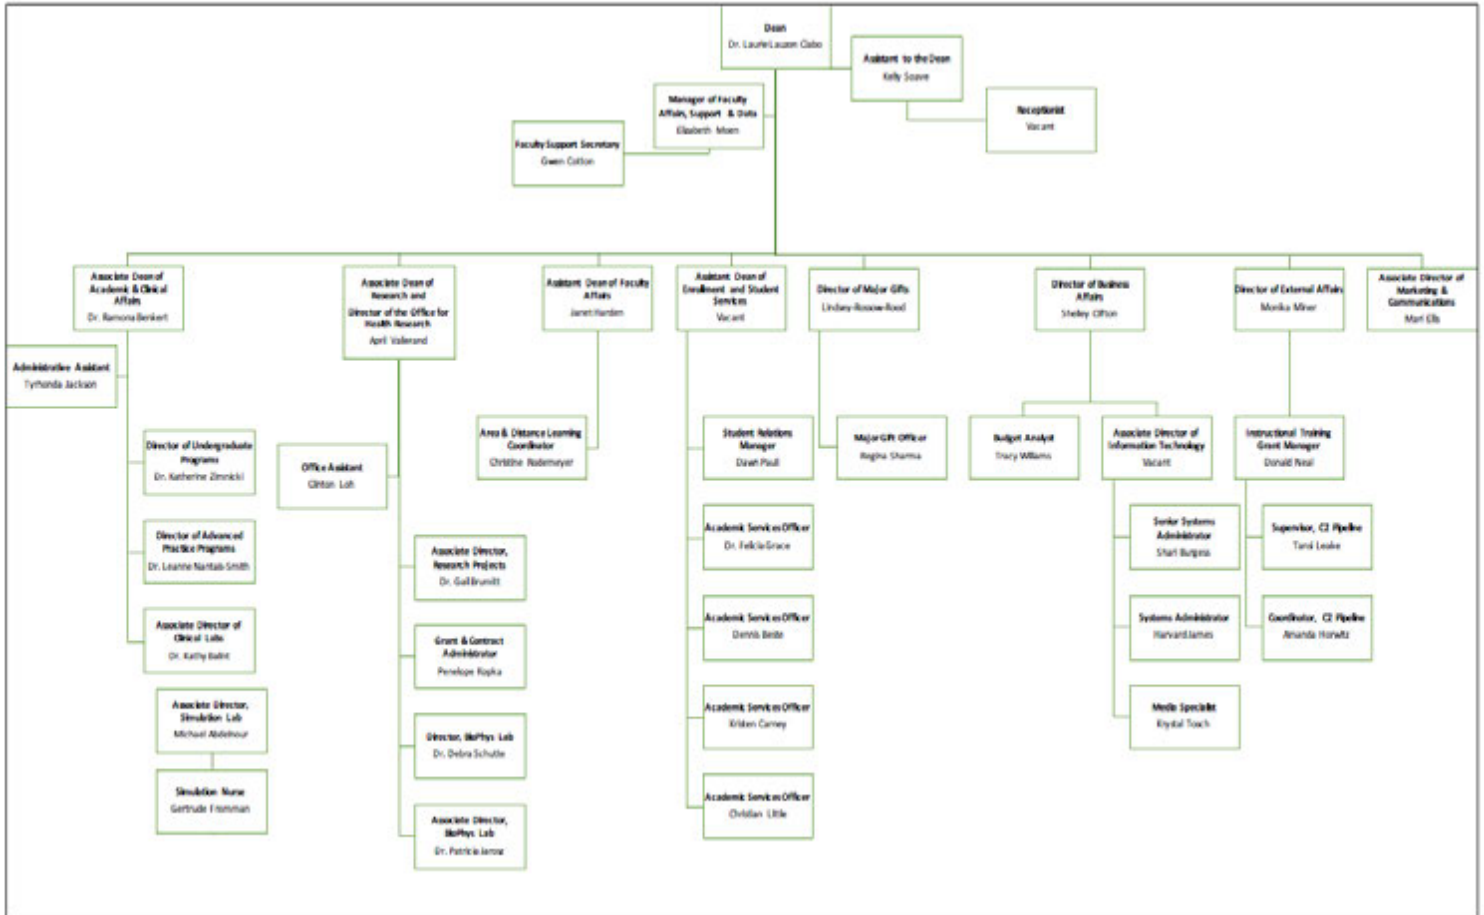 Dean
Dr. Laurie Lauzon Clabo
Assistant to the Dean
Kelly Soave
Receptionist
Vacant
Manager of Faculty
Affairs, Support & Data
Elizabeth Moen
Faculty Support Secretary
Gwen Cotton
Associate Dean of
Academic & Clinical
Affairs
Dr. Ramona Benkert
Administrative Assistant
Tyrhonda Jackson
Director of Undergraduate
Programs
Dr. Katherine Zimnicki
Director of Advanced
Practice Programs
Dr. Leanne Nantais-Smith
Associate Director of
Clinical Labs
Dr. Kathy Balint
Associate Director,
Simulation Lab
Michael Abdelnour
Simulation Nurse
Gertrude Fromman
Associate Dean of
Research and
Director of the Office for
Health Research
April Vallerand
Office Assistant
Clinton Loh
Associate Director,
Research Projects
Dr. Gail Brumitt
Grant & Contract
Administrator
Penelope Kopka
Director, BioPhys Lab
Dr. Debra Schutte
Associate Director,
BioPhys Lab
Dr. Patricia Jarosz
Assistant Dean of Faculty
Affairs
Janet Harden
Area & Distance Learning
Coordinator
Christine Rademeyer
Assistant Dean of
Enrollment and Student
Services
Vacant
Student Relations
Manager
Dawn Paull
Academic Services Officer
Dr. Felicia Grace
Academic Services Officer
Dennis Beste
Academic Services Officer
Kristen Carney
Academic Services Officer
Christian Little
Director of Major Gifts
Lindsey-Rossow-Rood
Major Gift Officer
Regina Sharma
Director of Business
Affairs
Shelley Clifton
Budget Analyst
Tracy Williams
Associate Director of
Information Technology
Vacant
Senior Systems
Administrator
Shari Burgess
Systems Administrator
Harvard James
Media Specialist
Krystal Tosch
Director of External Affairs
Monika Miner
Instructional Training
Grant Manager
Donald Neal
Supervisor, C2 Pipeline
Tansi Leake
Coordinator, C2 Pipeline
Amanda Horwitz
Associate Director of
Marketing &
Communications
Mari Ellis